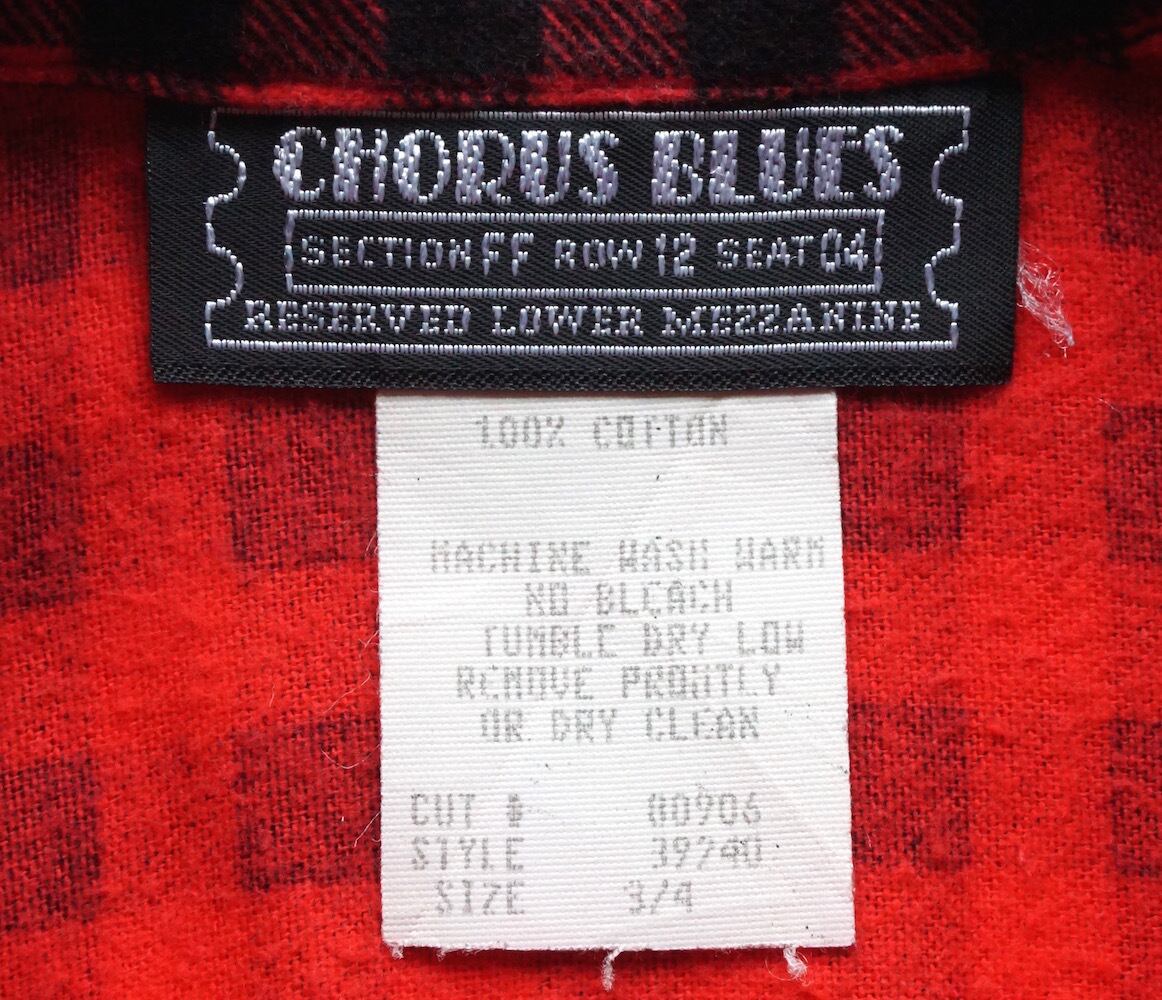 CHORUS BLUES
SECTION FF ROW 12 SEAT 04
RESERVED LOWER MEZZANINE
100% COTTON
MACHINE WASH WARM
NO BLEACH
TUMBLE DRY LOW
REMOVE PROMTLY
OR DRY CLEAN
CUT # 80906
STYLE 39740
SIZE 3/4